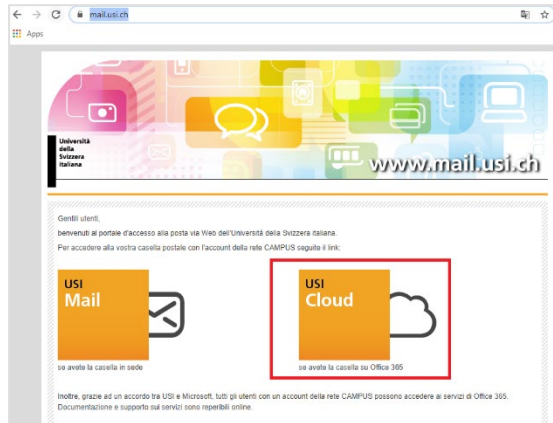 mail.usi.ch
Apps
Università
della
Svizzera
italiana
www.mail.usi.ch
Gentili utenti,
benvenuti al portale d'accesso alla posta via Web dell'Università della Svizzera italiana.
Per accedere alla vostra casella postale con l'account della rete CAMPUS seguite il link:
USI
Mail
se avete la casella in sede
USI
Cloud
se avete la casella su Office 365
Inoltre, grazie ad un accordo tra USI e Microsoft, tutti gli utenti con un account della rete CAMPUS possono accedere ai servizi di Office 365.
Documentazione e supporto sui servizi sono reperibili online.